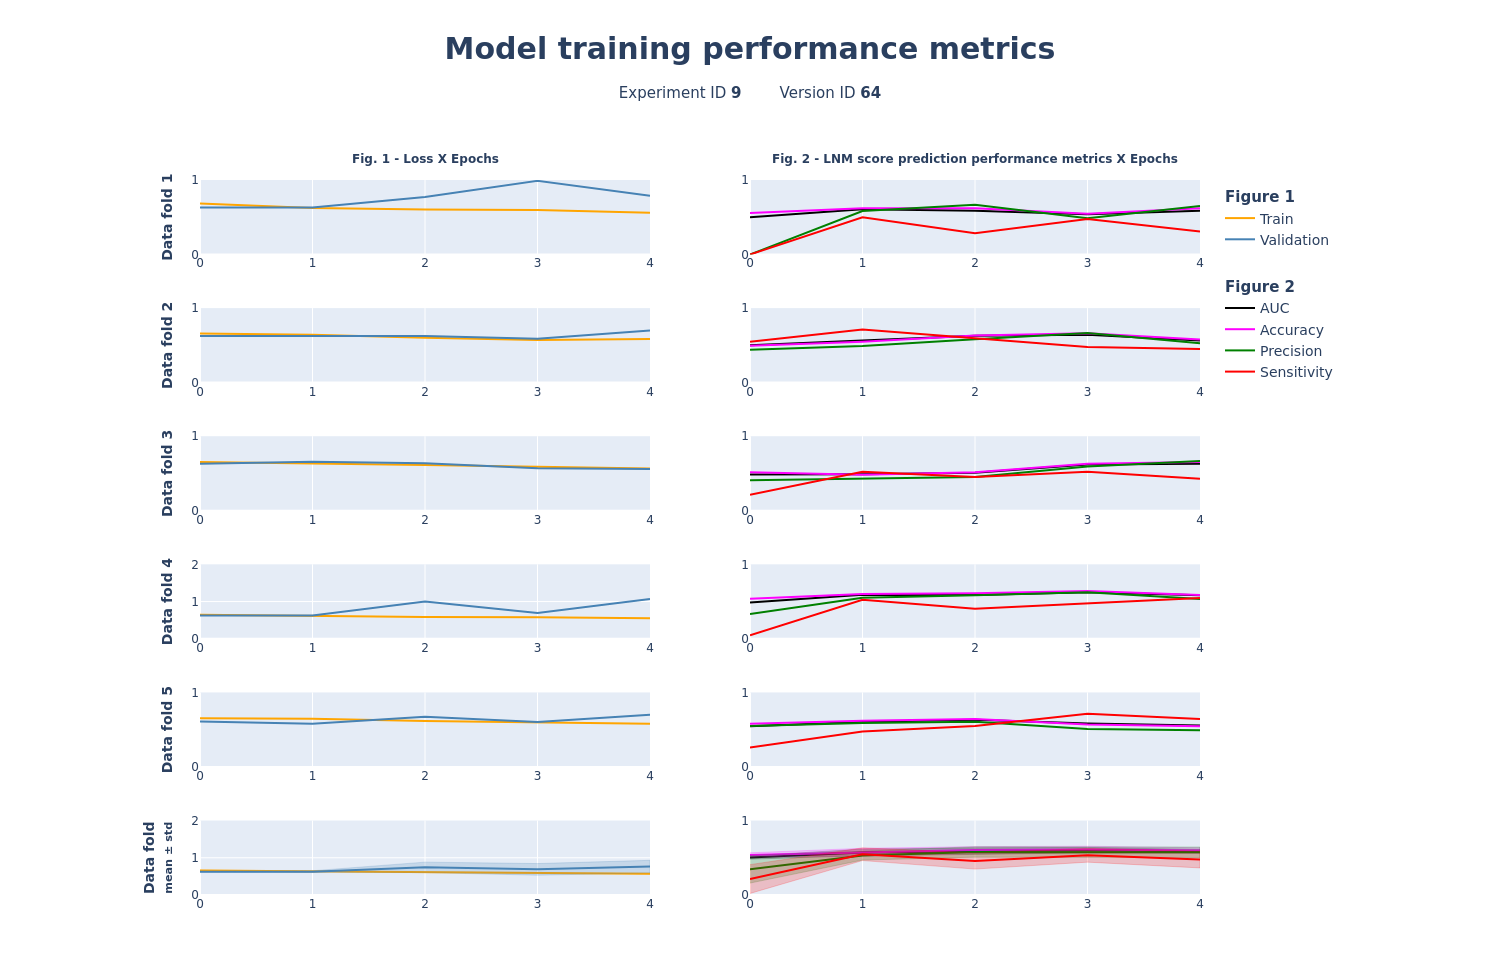 Model training performance metrics
Experiment ID 9 Version ID 64
Fig. 1 - Loss X Epochs
Fig. 2 - LNM score prediction performance metrics X Epochs
Data fold 1
1
0
0 1 2 3 4
1
0
0 1 2 3 4
Figure 1
Train
Validation
Figure 2
AUC
Accuracy
Precision
Sensitivity
Data fold 2
1
0
0 1 2 3 4
1
0
0 1 2 3 4
Data fold 3
1
0
0 1 2 3 4
1
0
0 1 2 3 4
Data fold 4
2
1
0
0 1 2 3 4
1
0
0 1 2 3 4
Data fold 5
1
0
0 1 2 3 4
1
0
0 1 2 3 4
Data fold
mean ± std
2
1
0
0 1 2 3 4
1
0
0 1 2 3 4